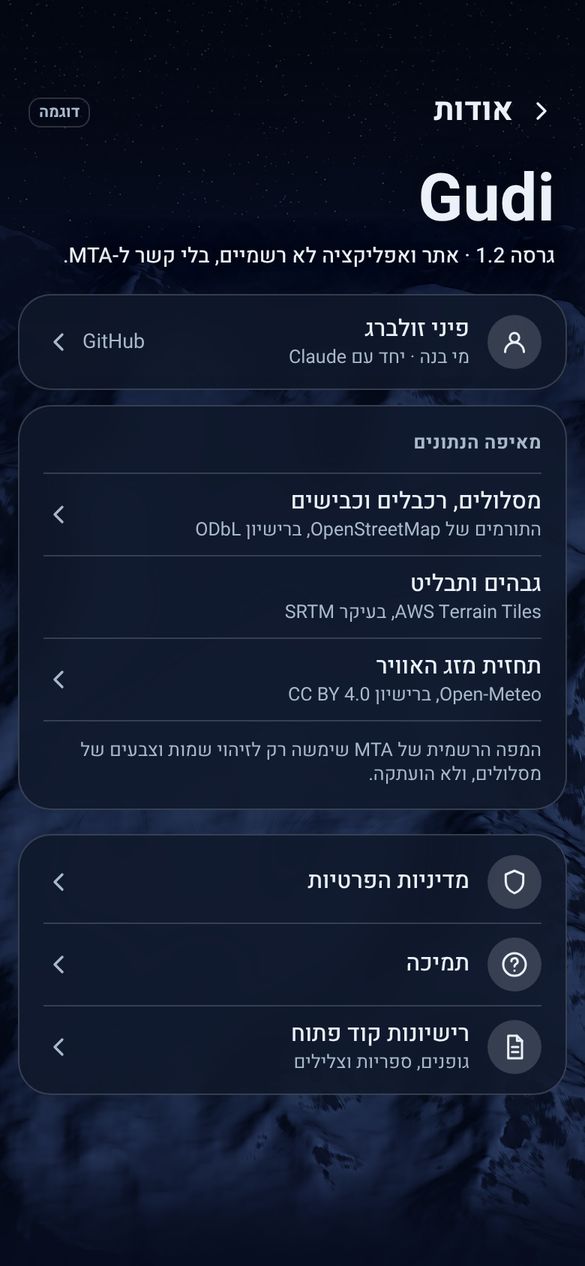 אודות
דוגמה
Gudi
גרסה 1.2 · אתר ואפליקציה לא רשמיים, בלי קשר ל-MTA.
פיני זולברג
מי בנה · יחד עם Claude
GitHub
מאיפה הנתונים
מסלולים, רכבלים וכבישים
התורמים של OpenStreetMap, ברישיון ODbL
גבהים ותבליט
AWS Terrain Tiles, בעיקר SRTM
תחזית מזג האוויר
Open-Meteo, ברישיון CC BY 4.0
המפה הרשמית של MTA שימשה רק לזיהוי שמות וצבעים של
מסלולים, ולא הועתקה.
מדיניות הפרטיות
תמיכה
רישיונות קוד פתוח
גופנים, ספריות וצלילים